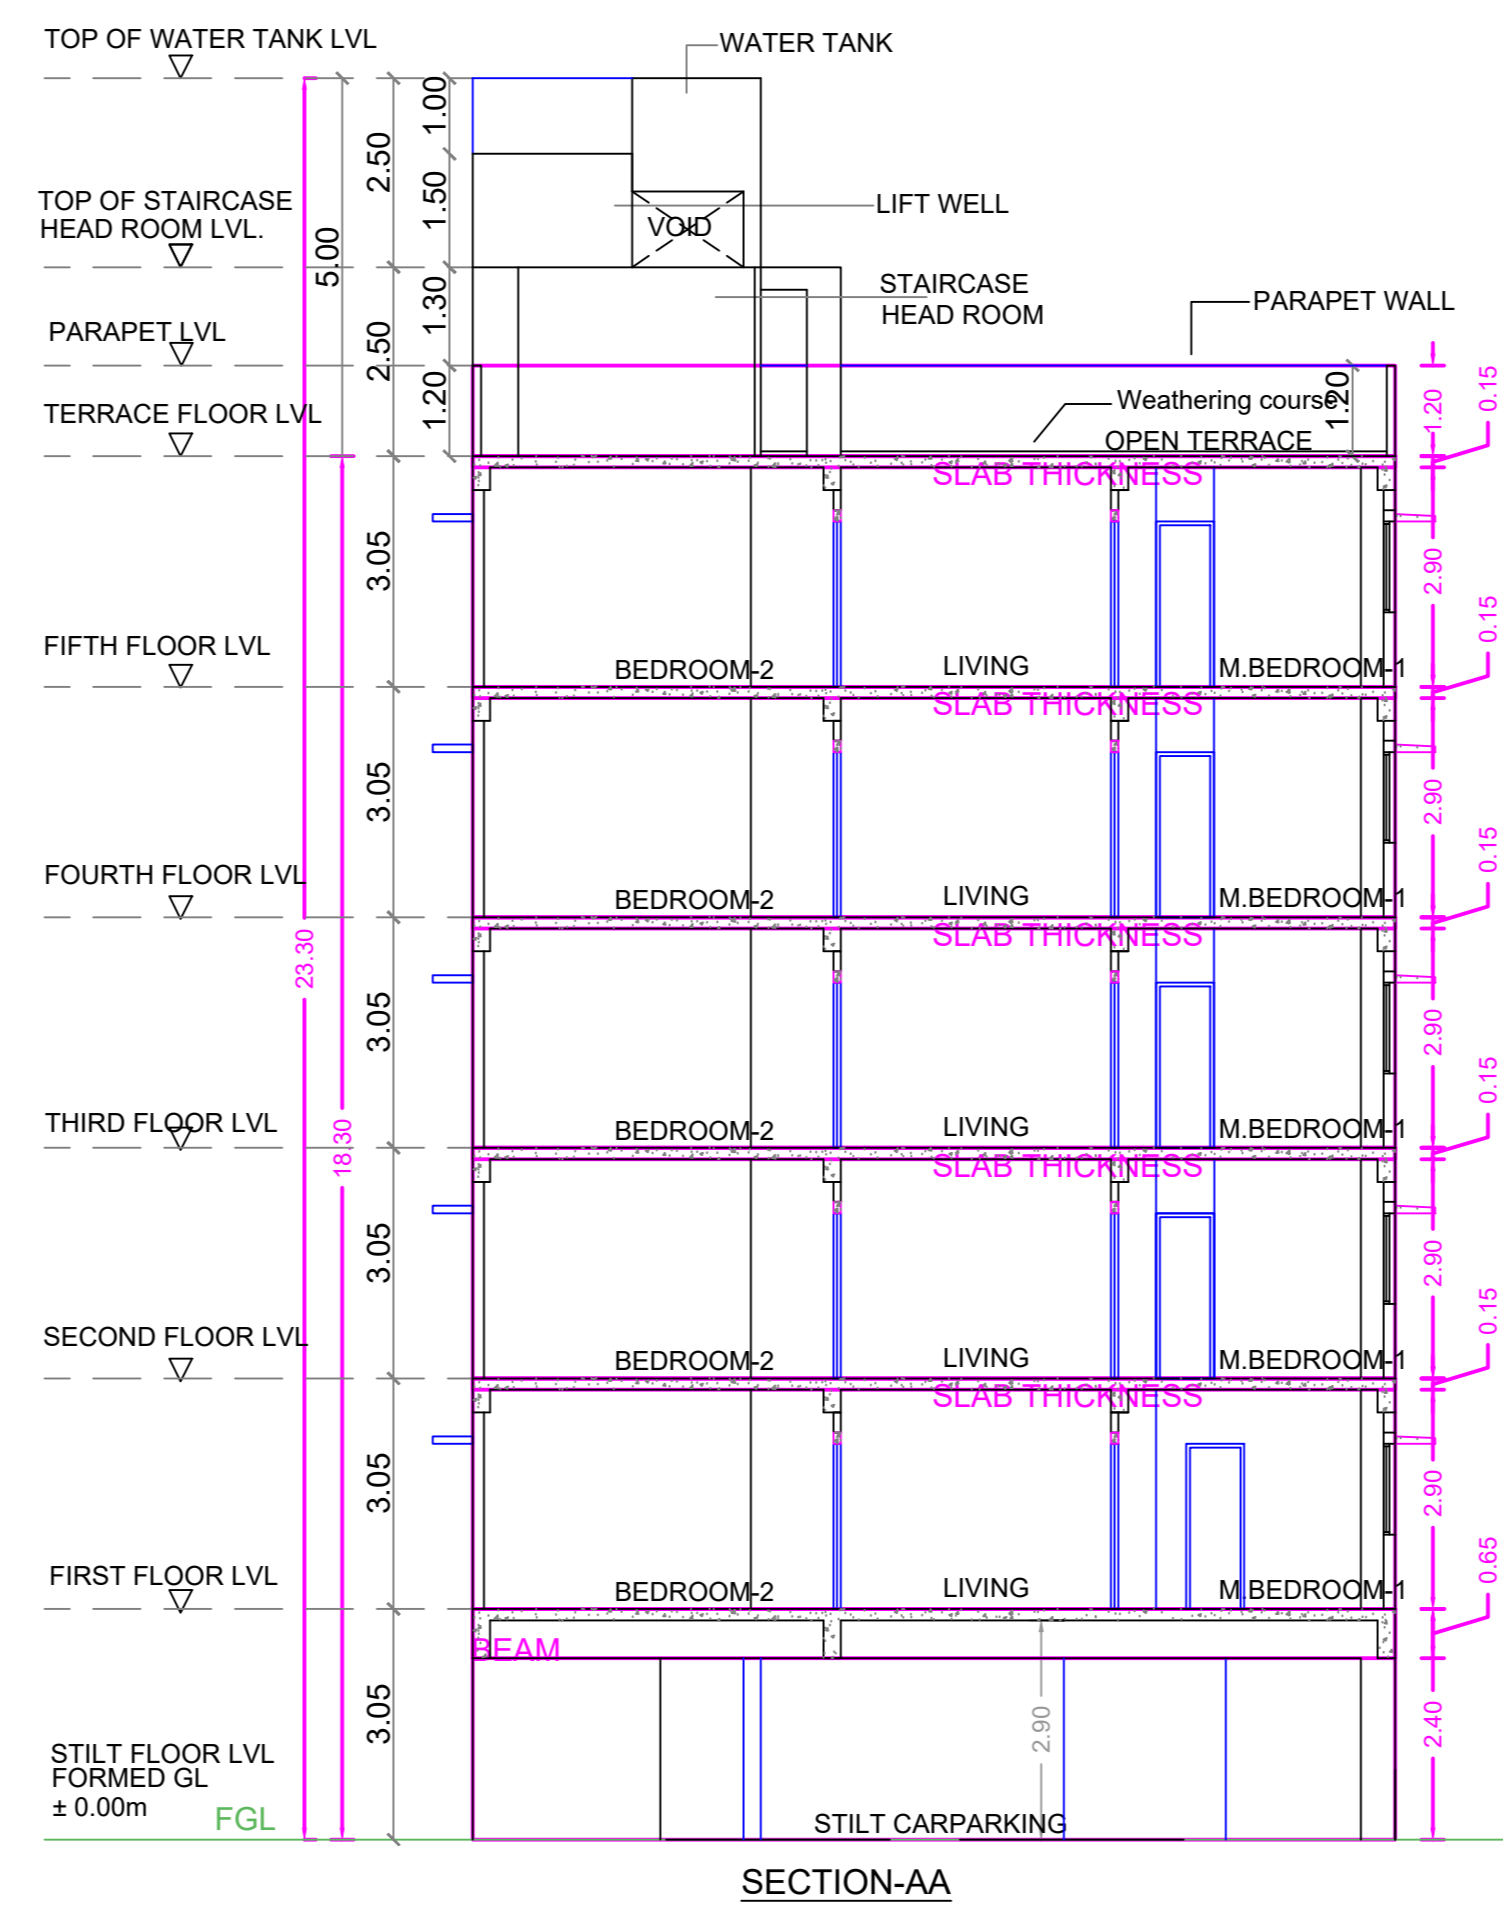 TOP OF WATER TANK LVL
WATER TANK
1.00
2.50
1.50
TOP OF STAIRCASE
HEAD ROOM LVL.
LIFT WELL
VOID
5.00
STAIRCASE
HEAD ROOM
1.30
PARAPET WALL
PARAPET LVL
2.50
1.20
Weathering course
1.20
1.20
0.15
TERRACE FLOOR LVL
OPEN TERRACE
SLAB THICKNESS
3.05
2.90
0.15
FIFTH FLOOR LVL
BEDROOM-2
LIVING
M.BEDROOM-1
SLAB THICKNESS
3.05
2.90
0.15
FOURTH FLOOR LVL
BEDROOM-2
LIVING
M.BEDROOM-1
SLAB THICKNESS
23.30
3.05
2.90
0.15
THIRD FLOOR LVL
18.30
BEDROOM-2
LIVING
M.BEDROOM-1
SLAB THICKNESS
3.05
2.90
0.15
SECOND FLOOR LVL
BEDROOM-2
LIVING
M.BEDROOM-1
SLAB THICKNESS
3.05
2.90
0.65
FIRST FLOOR LVL
BEDROOM-2
LIVING
M.BEDROOM-1
BEAM
3.05
2.90
2.40
STILT FLOOR LVL
FORMED GL
± 0.00m
FGL
STILT CARPARKING
SECTION-AA